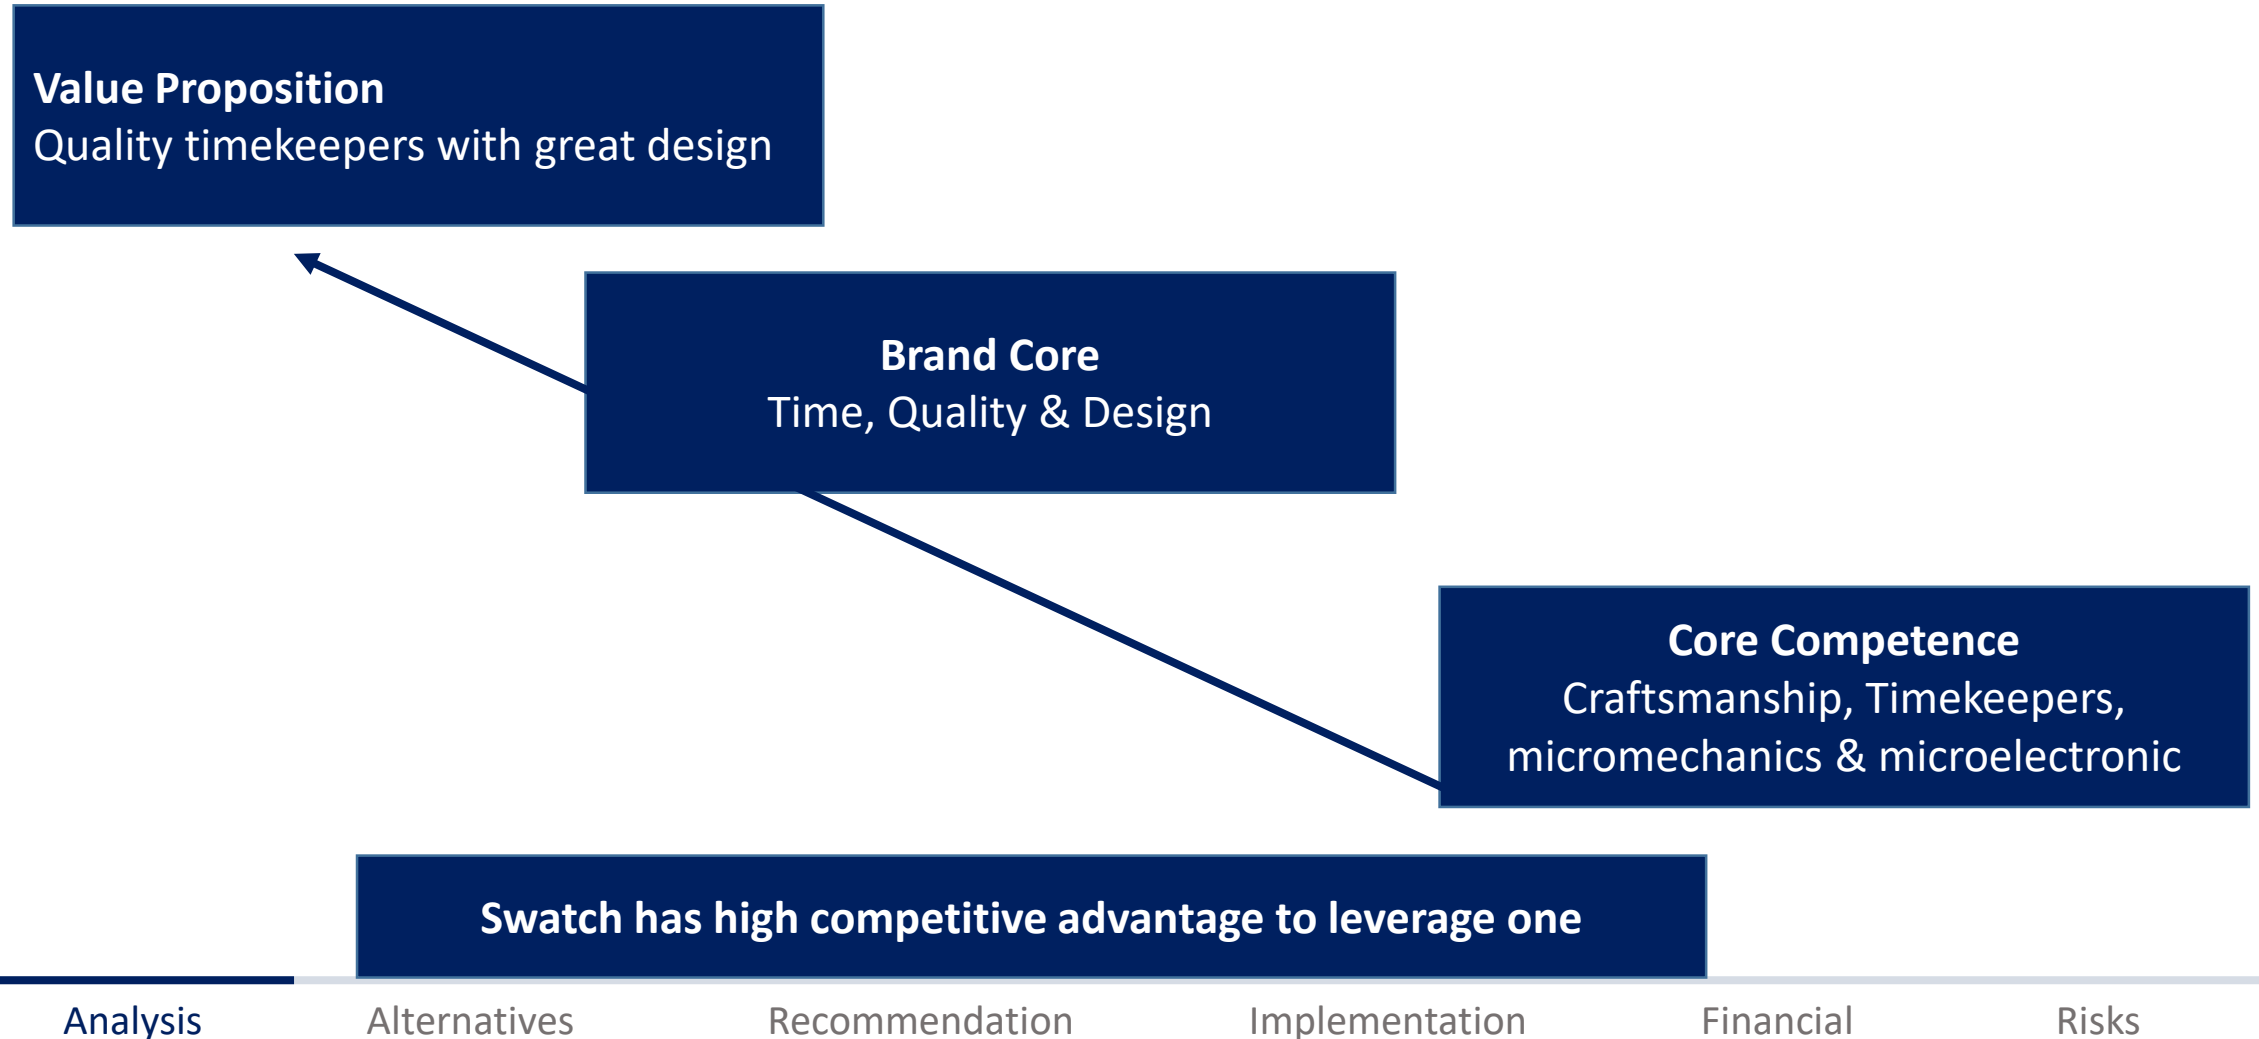 Value Proposition
Quality timekeepers with great design
Brand Core
Time, Quality & Design
Core Competence
Craftsmanship, Timekeepers,
micromechanics & microelectronic
Swatch has high competitive advantage to leverage one
Analysis
Alternatives
Recommendation
Implementation
Financial
Risks